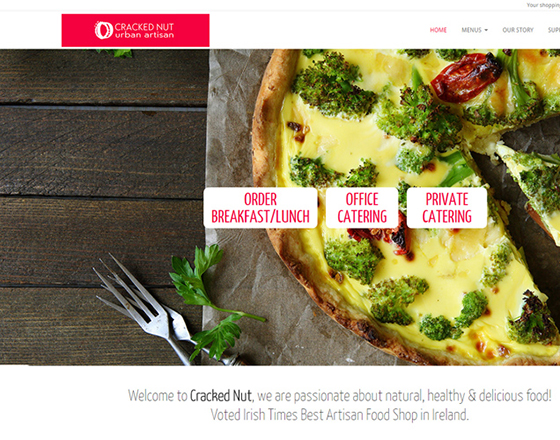 Your shopping
CRACKED NUT
urban artisan
HOME MENUS OUR STORY SUP
ORDER
BREAKFAST/LUNCH
OFFICE
CATERING
PRIVATE
CATERING
Welcome to Cracked Nut, we are passionate about natural, healthy & delicious food!
Voted Irish Times Best Artisan Food Shop in Ireland.